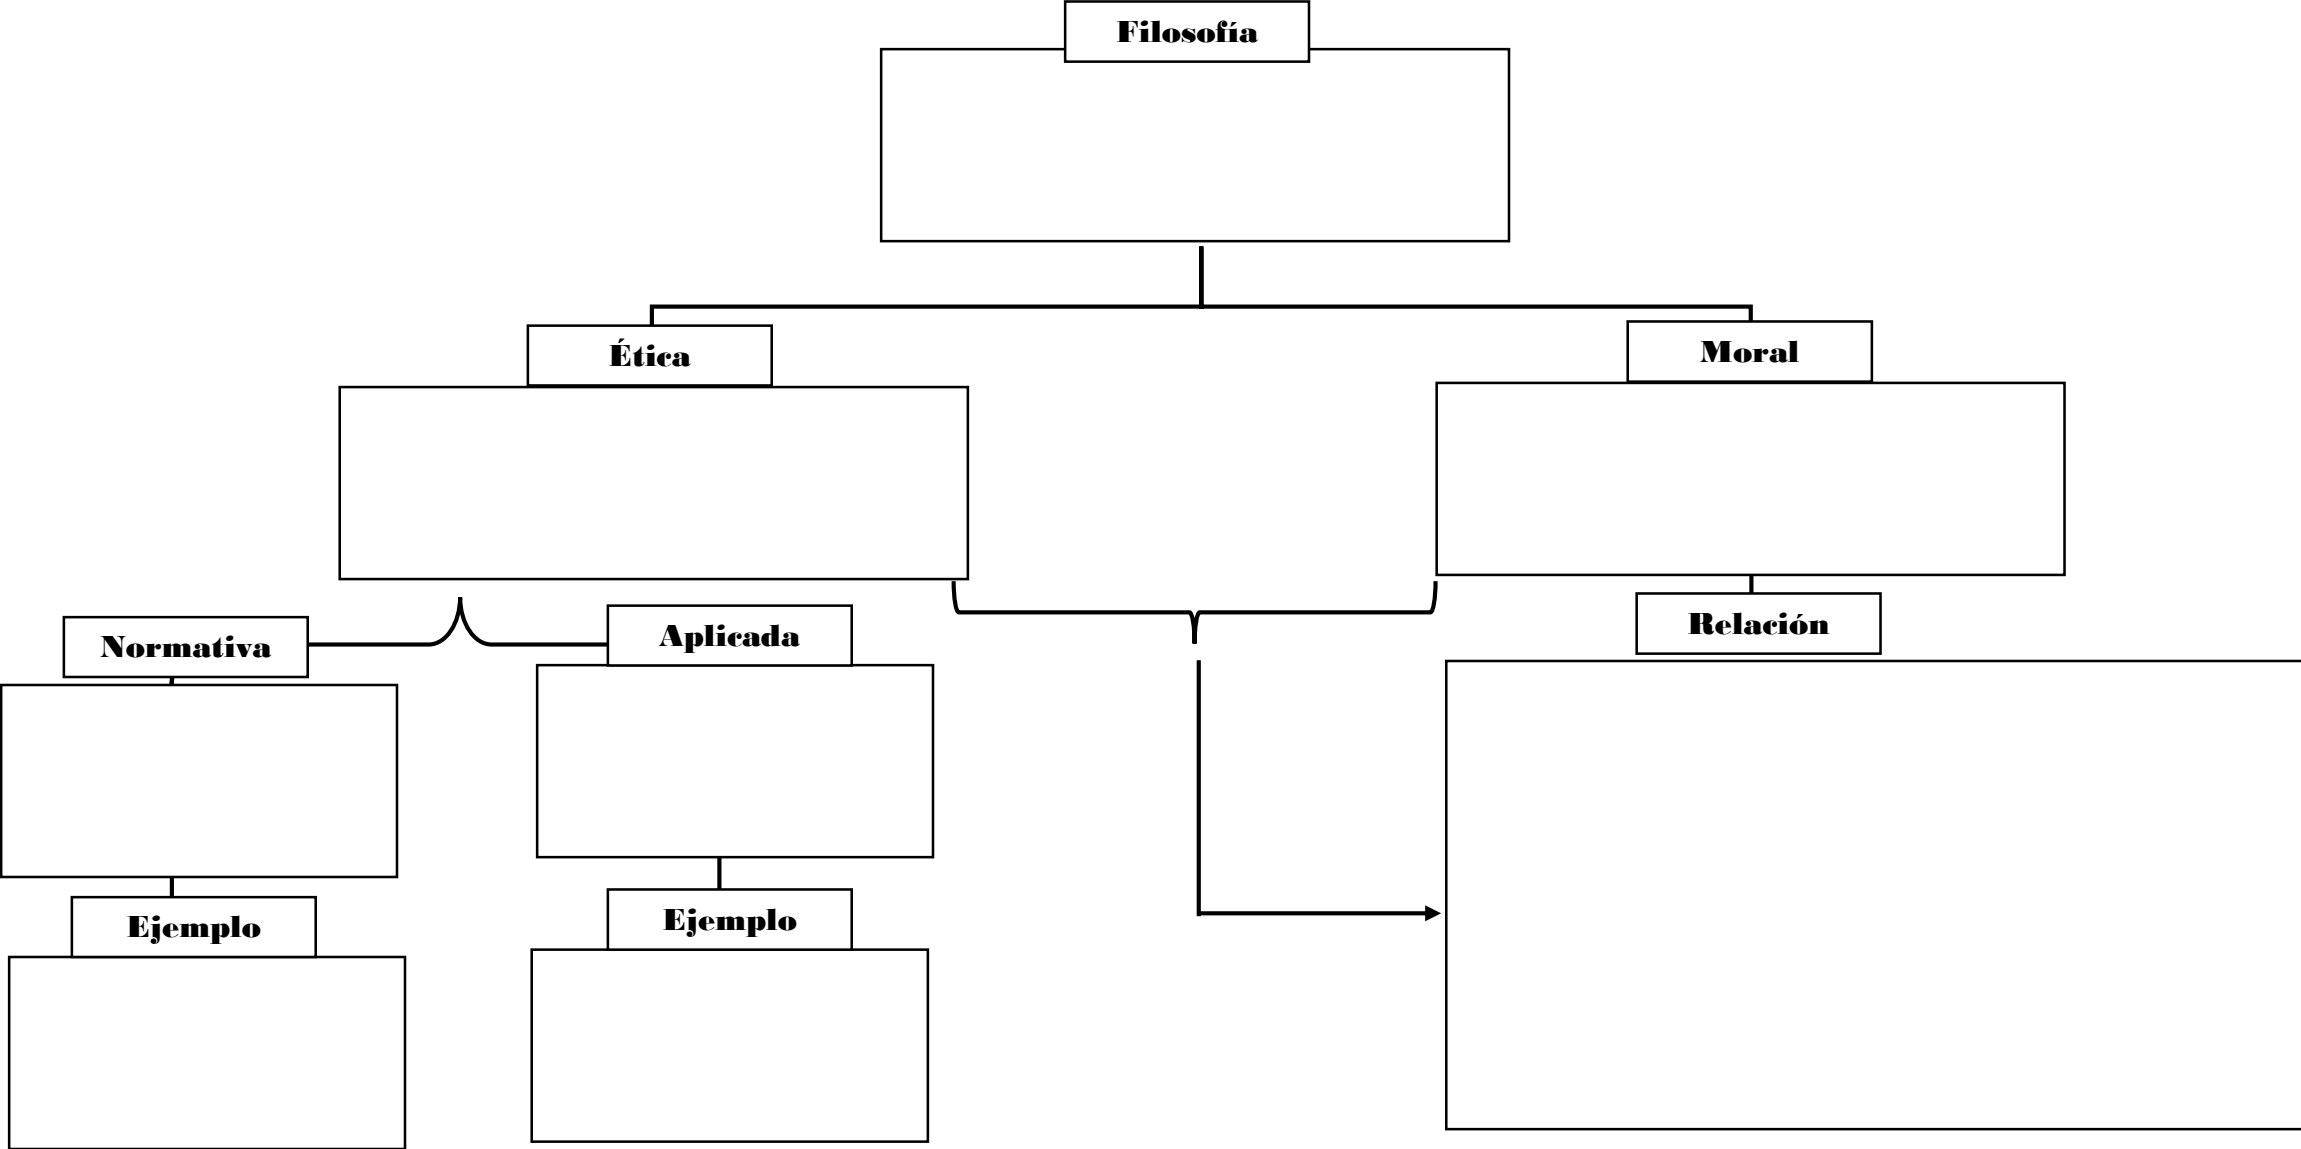 Filosofía
Ética
Moral
Normativa
Aplicada
Relación
Ejemplo
Ejemplo